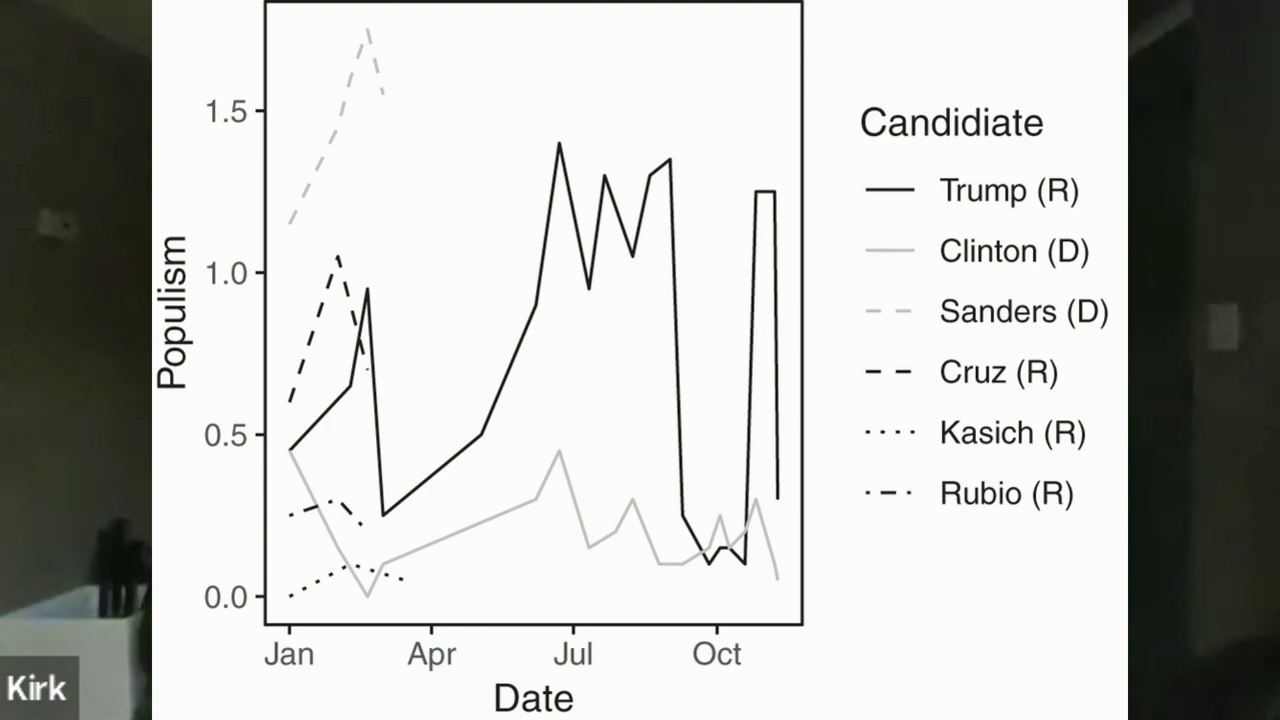 1.5
1.0
0.5
0.0
Populism
Jan Apr Jul Oct
Date
Candidiate
Trump (R)
Clinton (D)
Sanders (D)
Cruz (R)
Kasich (R)
Rubio (R)
Kirk